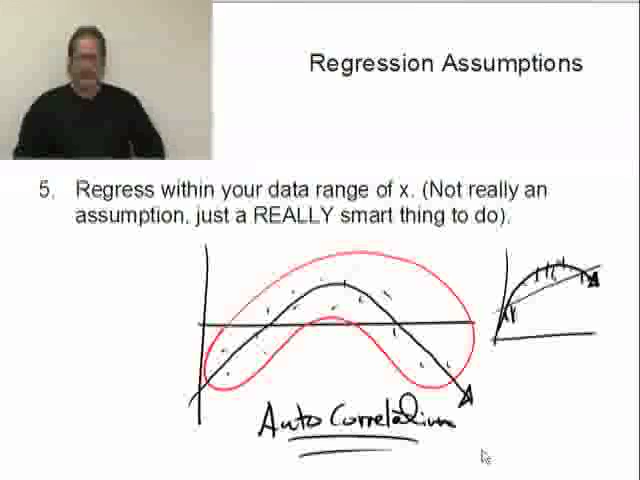 Regression Assumptions
5. Regress within your data range of x. (Not really an
assumption, just a REALLY smart thing to do).
Auto Correlation